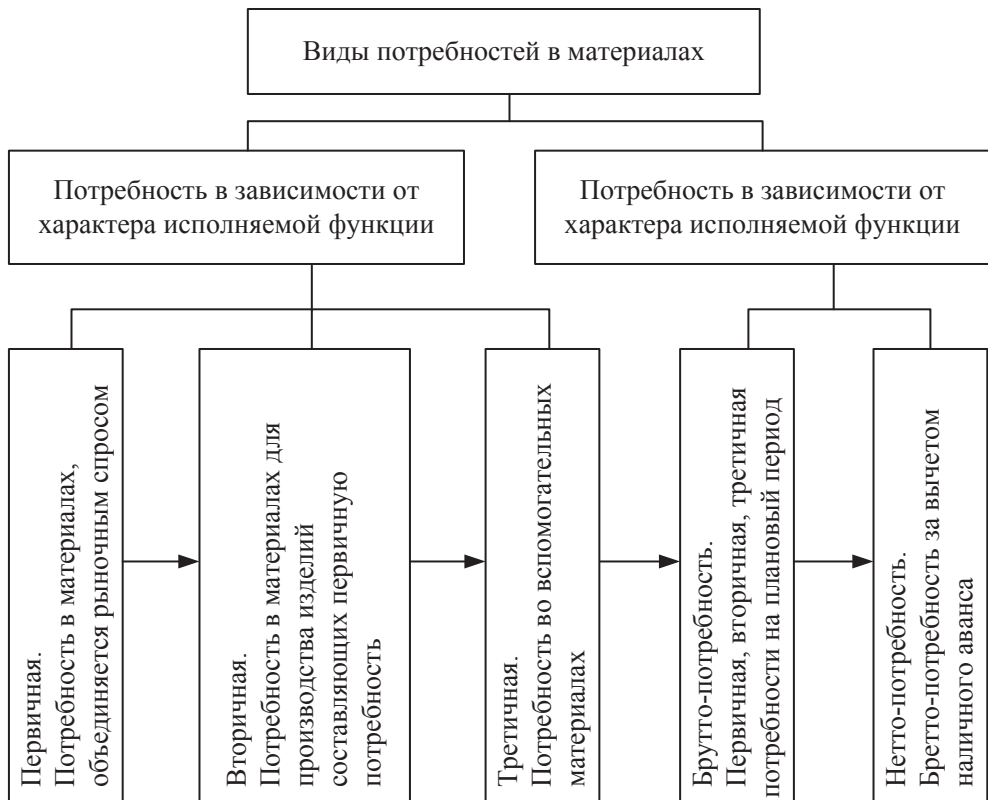 Виды потребностей в материалах
Потребность в зависимости от
характера исполняемой функции
Потребность в зависимости от
характера исполняемой функции
Первичная.
Потребность в материалах,
объединяется рыночным спросом
Вторичная.
Потребность в материалах для
производства изделий
составляющих первичную
потребность
Третичная.
Потребность во вспомогательных
материалах
Брутто-потребность.
Первичная, вторичная, третичная
потребности на плановый период
Нетто-потребность.
Бретто-потребность за вычетом
наличного аванса